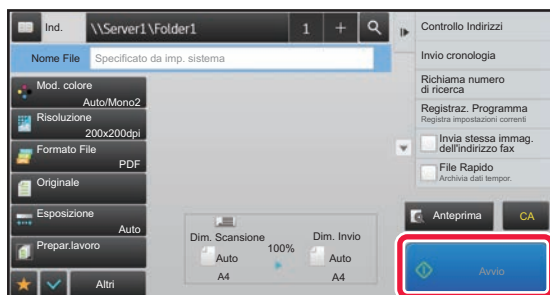 Ind. \\Server1\Folder1 1 +
Nome File Specificato da imp. sistema
Mod. colore
Auto/Mono2
Risoluzione
200x200dpi
Formato File
PDF
Originale
Esposizione
Auto
Prepar.lavoro
Altri
Dim. Scansione 100% Dim. Invio
Auto Auto
A4 A4
Controllo Indirizzi
Invio cronologia
Richiama numero
di ricerca
Registraz. Programma
Registra impostazioni correnti
Invia stessa immag.
dell'indirizzo fax
File Rapido
Archivia dati tempor.
Anteprima CA
Avvio